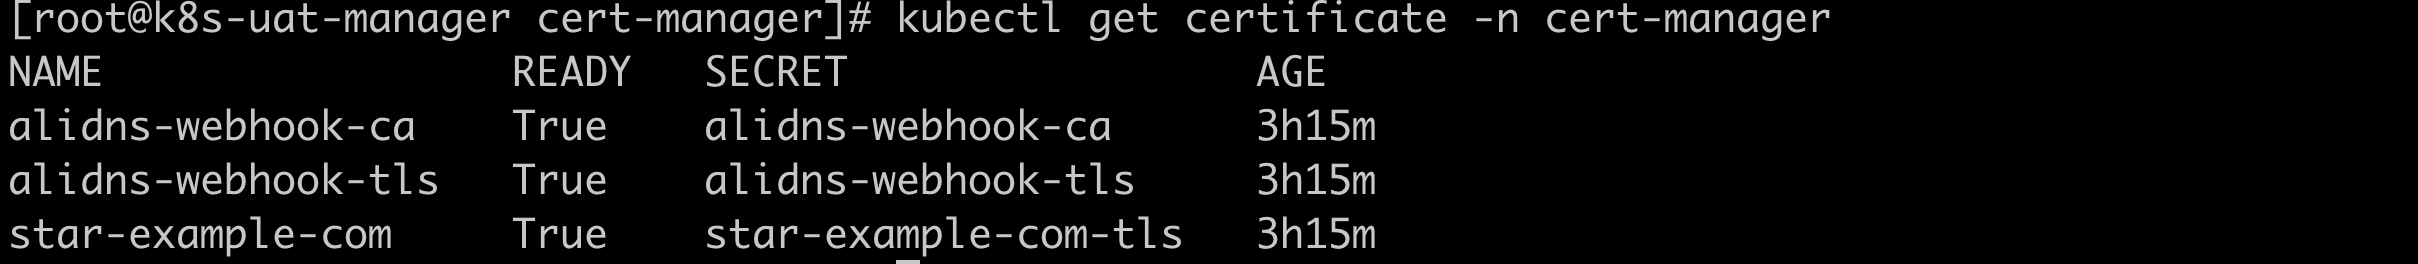 [root@k8s-uat-manager cert-manager]# kubectl get certificate -n cert-manager
NAME                 READY   SECRET                 AGE
alidns-webhook-ca    True    alidns-webhook-ca      3h15m
alidns-webhook-tls   True    alidns-webhook-tls     3h15m
star-example-com     True    star-example-com-tls   3h15m